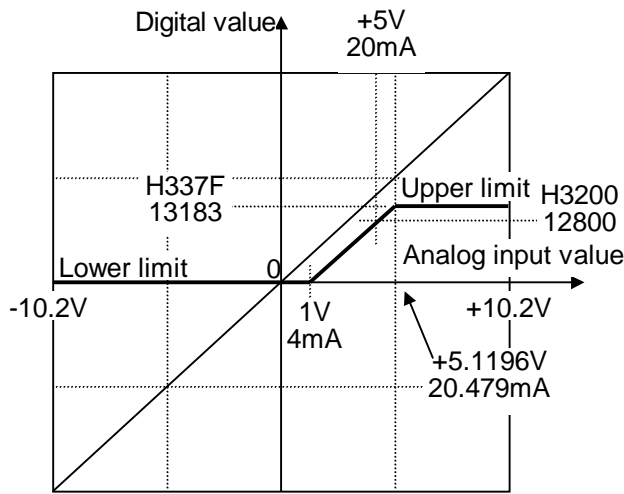 Digital value
+5V
20mA
H337F
13183
Upper limit
H3200
12800
Lower limit
0
Analog input value
-10.2V
1V
4mA
+10.2V
+5.1196V
20.479mA